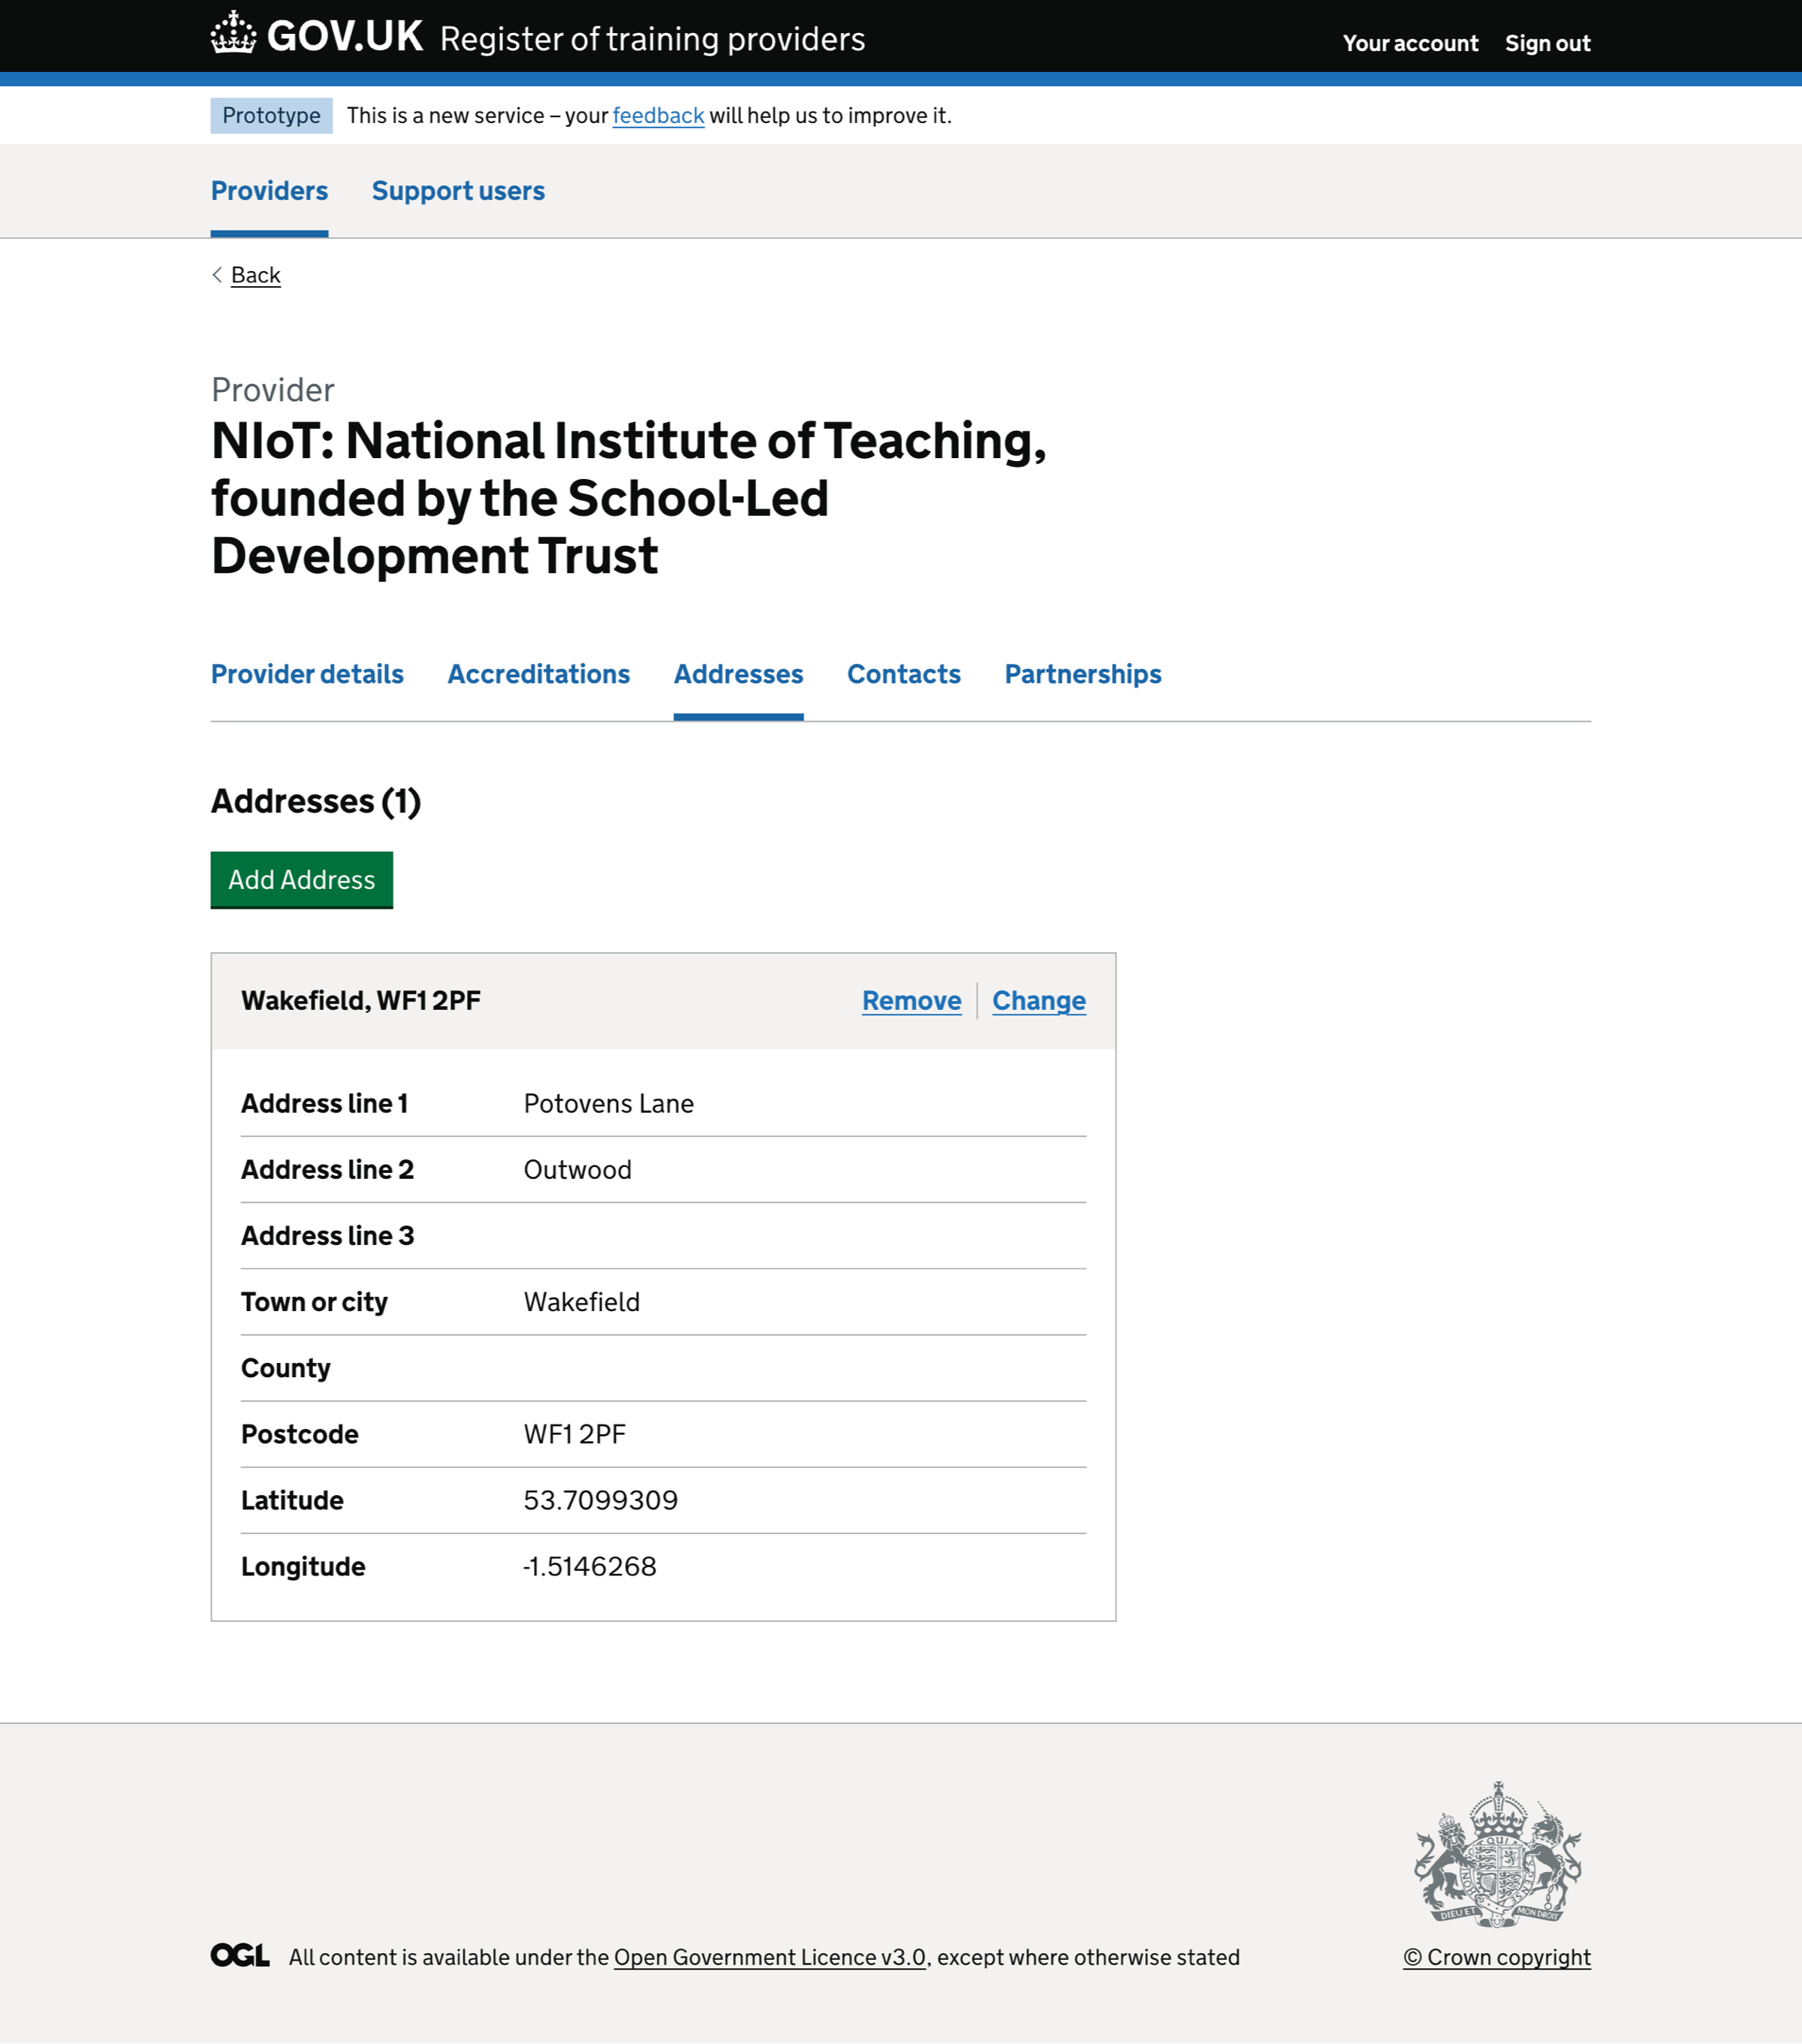 GOV.UK Register of training providers
Your account Sign out
Prototype This is a new service – your feedback will help us to improve it.
Providers Support users
Back
Provider
NIoT: National Institute of Teaching,
founded by the School-Led
Development Trust
Provider details Accreditations Addresses Contacts Partnerships
Addresses (1)
Add Address
Wakefield, WF1 2PF Remove Change
Address line 1 Potovens Lane
Address line 2 Outwood
Address line 3
Town or city Wakefield
County
Postcode WF1 2PF
Latitude 53.7099309
Longitude -1.5146268
DIEU ET MON DROIT
OGL All content is available under the Open Government Licence v3.0, except where otherwise stated
© Crown copyright